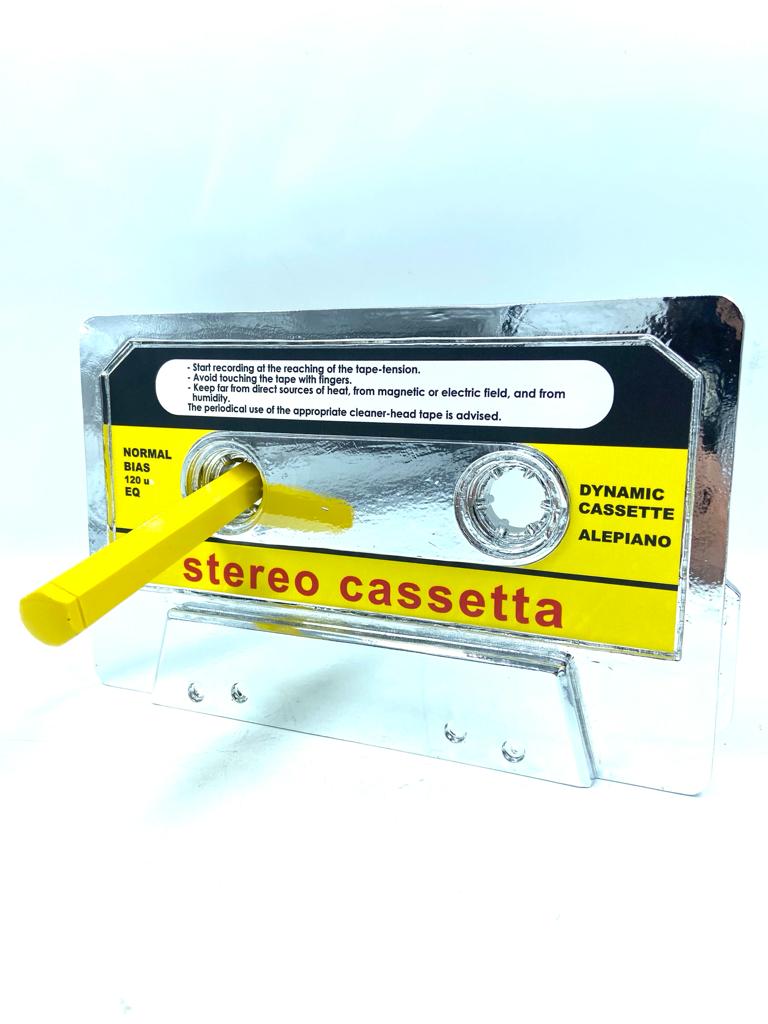 - Start recording at the reaching of the tape-tension.
- Avoid touching the tape with fingers.
- Keep far from direct sources of heat, from magnetic or electric field, and from
humidity.
The periodical use of the appropriate cleaner-head tape is advised.
NORMAL
BIAS
120 u
EQ
DYNAMIC
CASSETTE
ALEPIANO
stereo cassetta